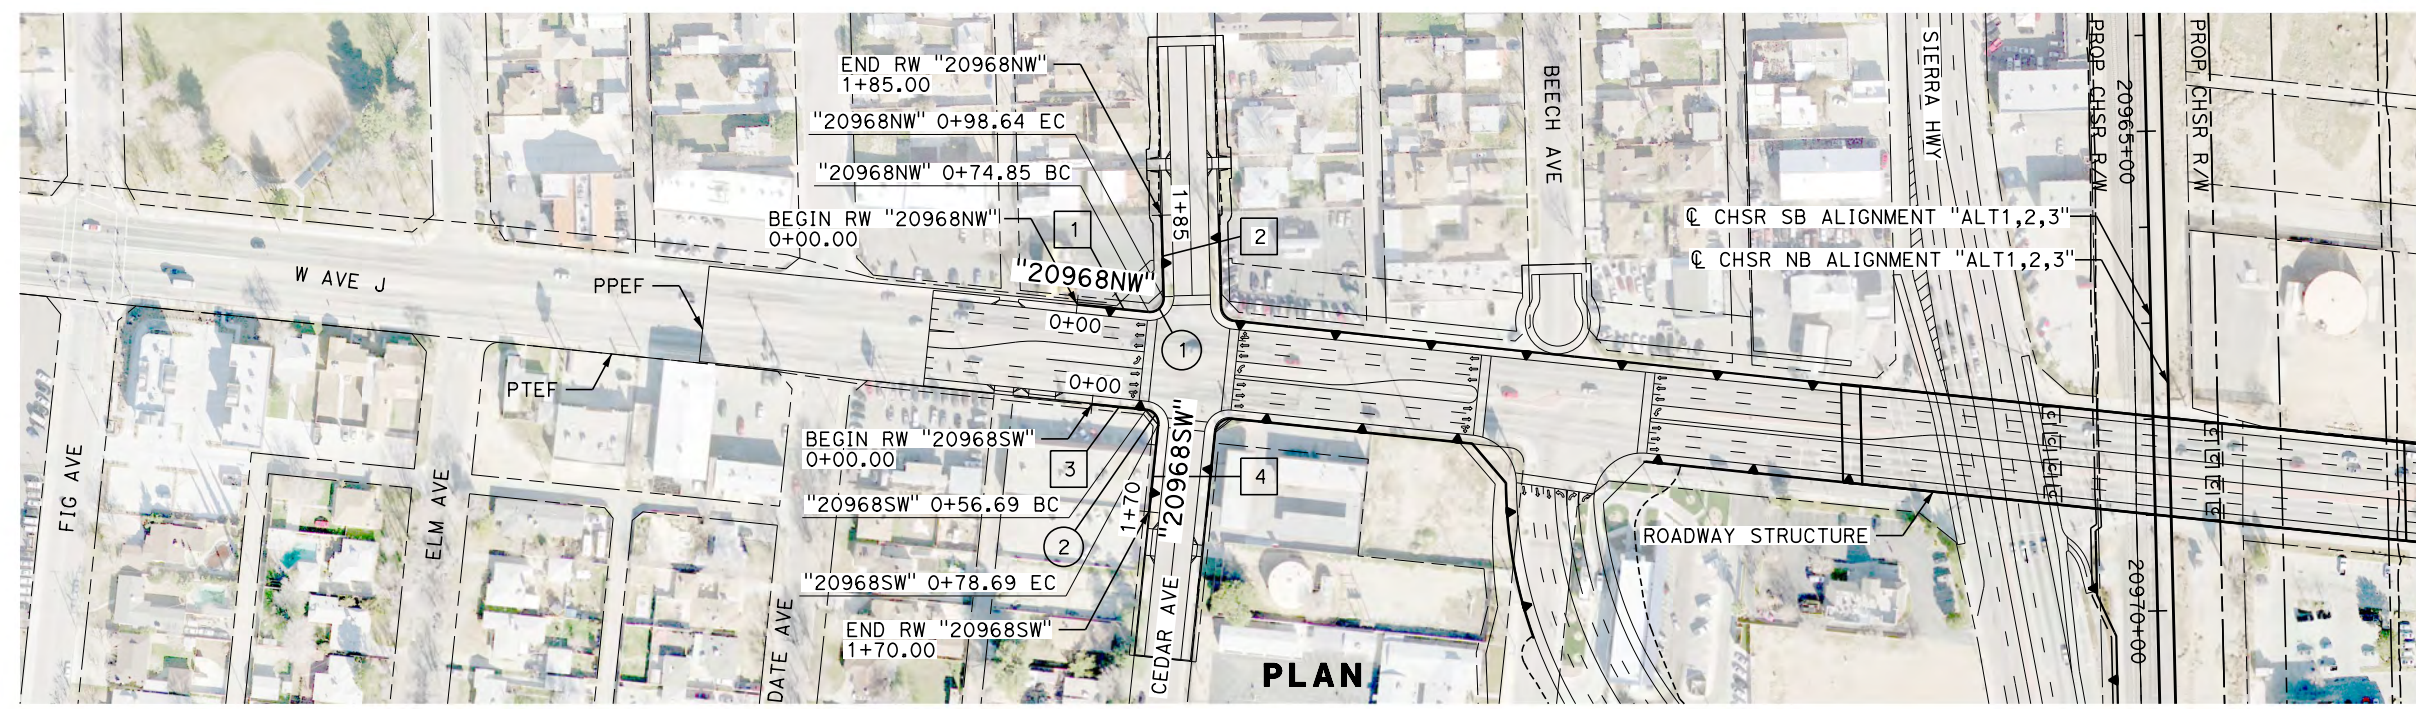 END RW "20968NW"
1+85.00
"20968NW" 0+98.64 EC
"20968NW" 0+74.85 BC
BEGIN RW "20968NW"
0+00.00
1
2
1+85
"20968NW"
0+00
1
W AVE J
PPEF
PTEF
0+00
BEGIN RW "20968SW"
0+00.00
3
4
"20968SW" 0+56.69 BC
1+70
"20968SW"
2
"20968SW" 0+78.69 EC
END RW "20968SW"
1+70.00
FIG AVE
ELM AVE
DATE AVE
CEDAR AVE
BEECH AVE
SIERRA HWY
PROP CHSR R/W
20965+00
PROP CHSR R/W
℄ CHSR SB ALIGNMENT "ALT1,2,3"
℄ CHSR NB ALIGNMENT "ALT1,2,3"
C
C
C
C
C
C
C
C
ROADWAY STRUCTURE
20970+00
PLAN